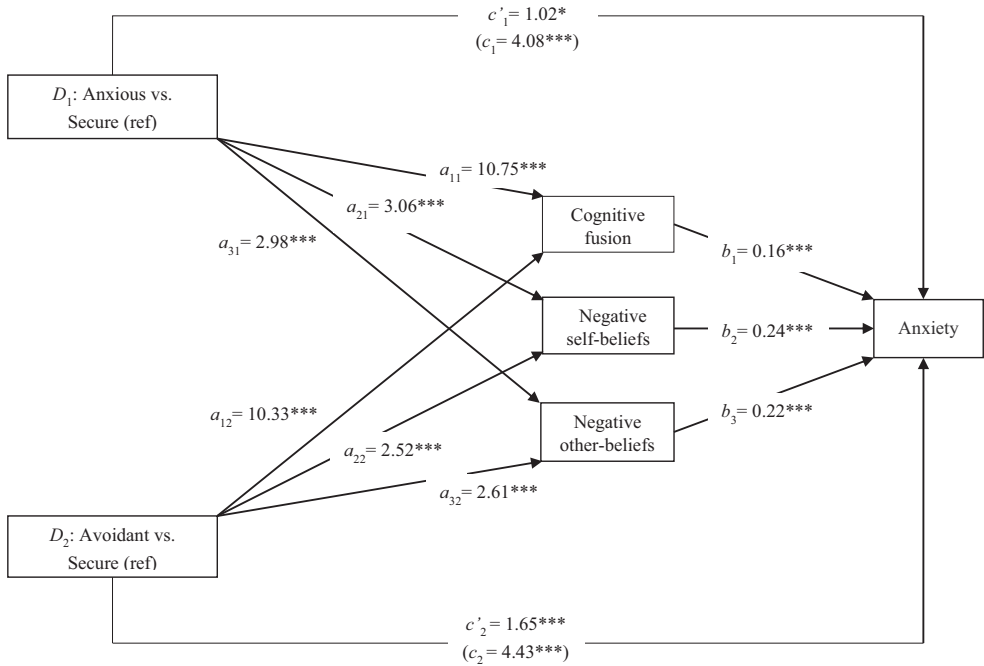 c'₁= 1.02*
(c₁= 4.08***)
D₁: Anxious vs.
Secure (ref)
a₁₁= 10.75***
a₂₁= 3.06***
a₃₁= 2.98***
Cognitive
fusion
b₁= 0.16***
Negative
self-beliefs
b₂= 0.24***
Anxiety
Negative
other-beliefs
b₃= 0.22***
a₁₂= 10.33***
a₂₂= 2.52***
a₃₂= 2.61***
D₂: Avoidant vs.
Secure (ref)
c'₂= 1.65***
(c₂= 4.43***)